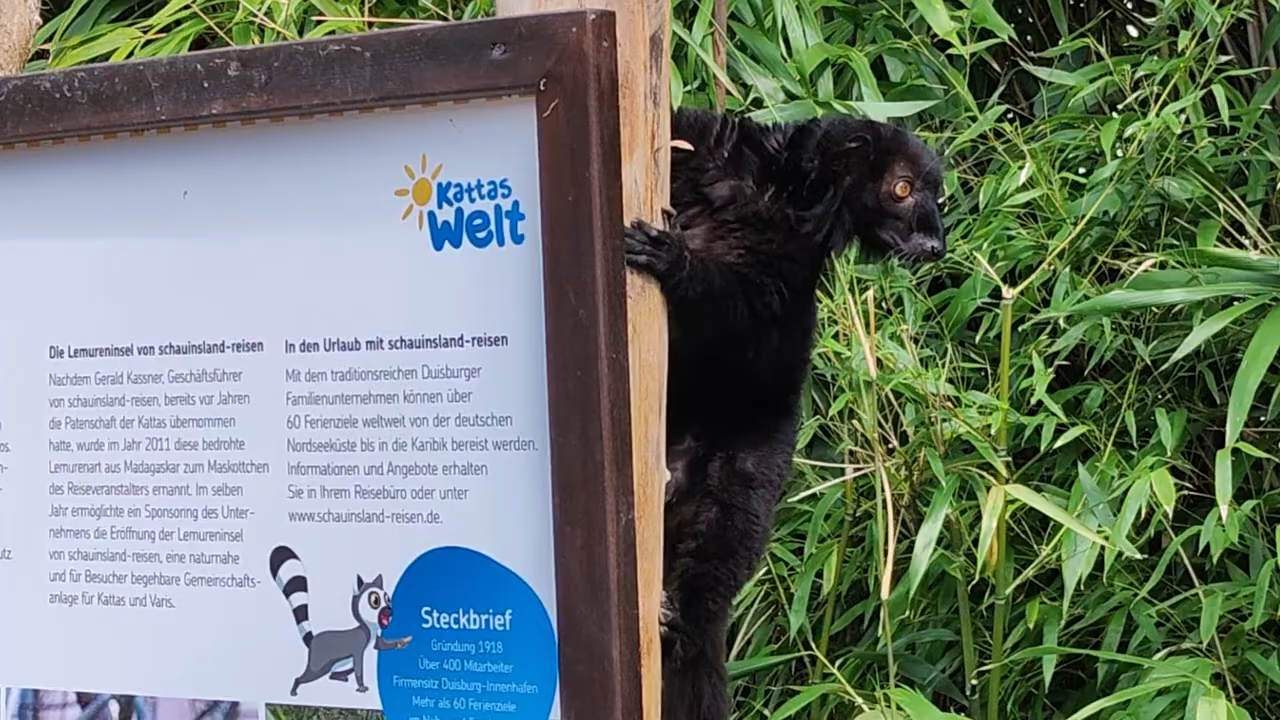 Kattas
Welt
Die Lemureninsel von schauinsland-reisen
Nachdem Gerald Kassner, Geschäftsführer
von schauinsland-reisen, bereits vor Jahren
die Patenschaft der Kattas übernommen
hatte, wurde im Jahr 2011 diese bedrohte
Lemurenart aus Madagaskar zum Maskottchen
des Reiseveranstalters ernannt. Im selben
Jahr ermöglichte ein Sponsoring des Unter-
nehmens die Eröffnung der Lemureninsel
von schauinsland-reisen, eine naturnahe
und für Besucher begehbare Gemeinschafts-
anlage für Kattas und Varis.
In den Urlaub mit schauinsland-reisen
Mit dem traditionsreichen Duisburger
Familienunternehmen können über
60 Ferienziele weltweit von der deutschen
Nordseeküste bis in die Karibik bereist werden.
Informationen und Angebote erhalten
Sie in Ihrem Reisebüro oder unter
www.schauinsland-reisen.de.
Steckbrief
Gründung 1918
Über 400 Mitarbeiter
Firmensitz Duisburg-Innenhafen
Mehr als 60 Ferienziele